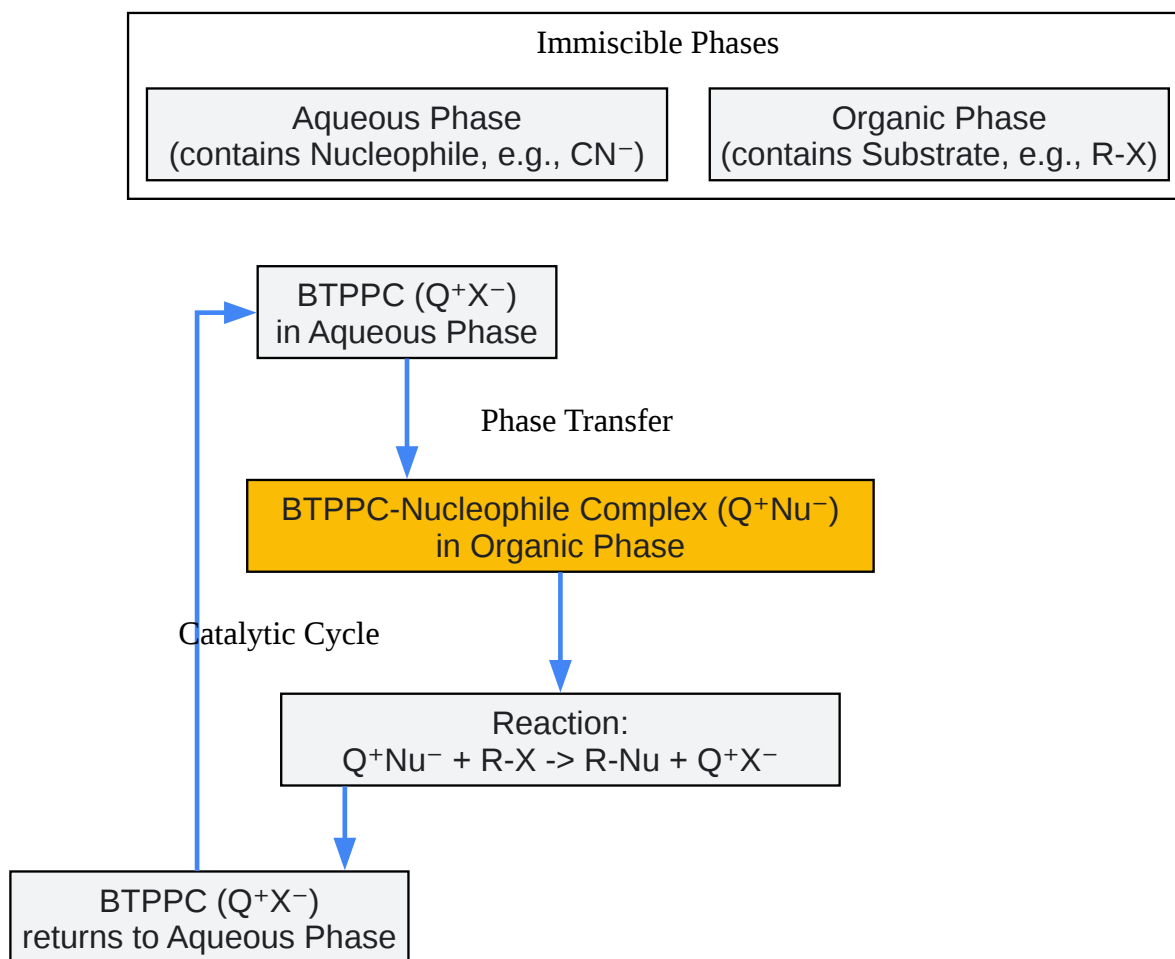 Immiscible Phases
Aqueous Phase
(contains Nucleophile, e.g., CN⁻)
Organic Phase
(contains Substrate, e.g., R-X)
BTPPC (Q⁺X⁻)
in Aqueous Phase
Phase Transfer
BTPPC-Nucleophile Complex (Q⁺Nu⁻)
in Organic Phase
Catalytic Cycle
Reaction:
Q⁺Nu⁻ + R-X -> R-Nu + Q⁺X⁻
BTPPC (Q⁺X⁻)
returns to Aqueous Phase